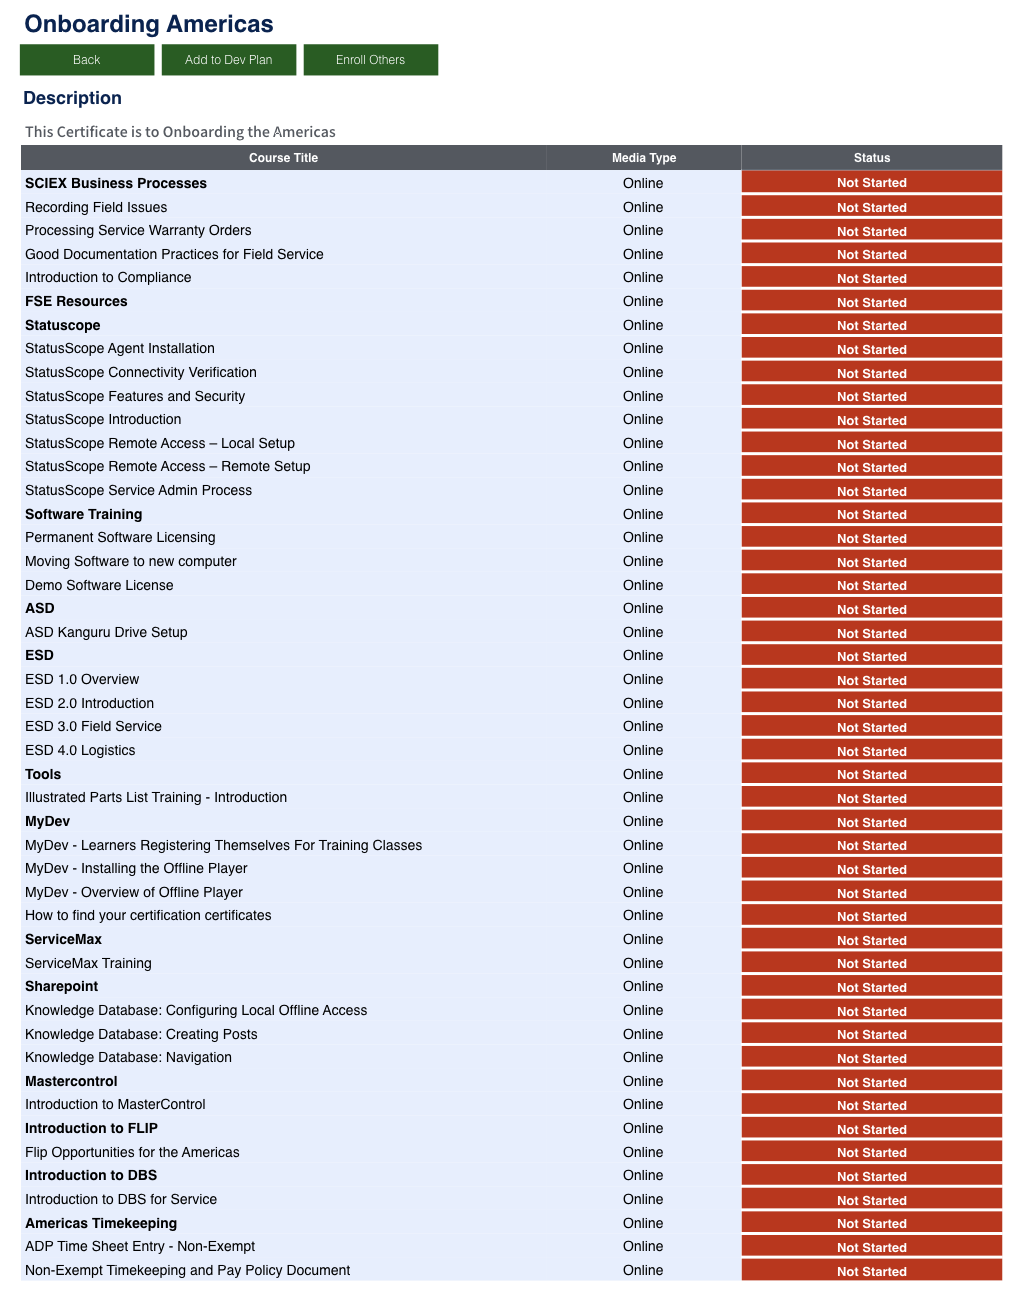 Onboarding Americas
Back Add to Dev Plan Enroll Others
Description
This Certificate is to Onboarding the Americas
Course Title Media Type Status
SCIEX Business Processes Online Not Started
Recording Field Issues Online Not Started
Processing Service Warranty Orders Online Not Started
Good Documentation Practices for Field Service Online Not Started
Introduction to Compliance Online Not Started
FSE Resources Online Not Started
Statuscope Online Not Started
StatusScope Agent Installation Online Not Started
StatusScope Connectivity Verification Online Not Started
StatusScope Features and Security Online Not Started
StatusScope Introduction Online Not Started
StatusScope Remote Access – Local Setup Online Not Started
StatusScope Remote Access – Remote Setup Online Not Started
StatusScope Service Admin Process Online Not Started
Software Training Online Not Started
Permanent Software Licensing Online Not Started
Moving Software to new computer Online Not Started
Demo Software License Online Not Started
ASD Online Not Started
ASD Kanguru Drive Setup Online Not Started
ESD Online Not Started
ESD 1.0 Overview Online Not Started
ESD 2.0 Introduction Online Not Started
ESD 3.0 Field Service Online Not Started
ESD 4.0 Logistics Online Not Started
Tools Online Not Started
Illustrated Parts List Training - Introduction Online Not Started
MyDev Online Not Started
MyDev - Learners Registering Themselves For Training Classes Online Not Started
MyDev - Installing the Offline Player Online Not Started
MyDev - Overview of Offline Player Online Not Started
How to find your certification certificates Online Not Started
ServiceMax Online Not Started
ServiceMax Training Online Not Started
Sharepoint Online Not Started
Knowledge Database: Configuring Local Offline Access Online Not Started
Knowledge Database: Creating Posts Online Not Started
Knowledge Database: Navigation Online Not Started
Mastercontrol Online Not Started
Introduction to MasterControl Online Not Started
Introduction to FLIP Online Not Started
Flip Opportunities for the Americas Online Not Started
Introduction to DBS Online Not Started
Introduction to DBS for Service Online Not Started
Americas Timekeeping Online Not Started
ADP Time Sheet Entry - Non-Exempt Online Not Started
Non-Exempt Timekeeping and Pay Policy Document Online Not Started